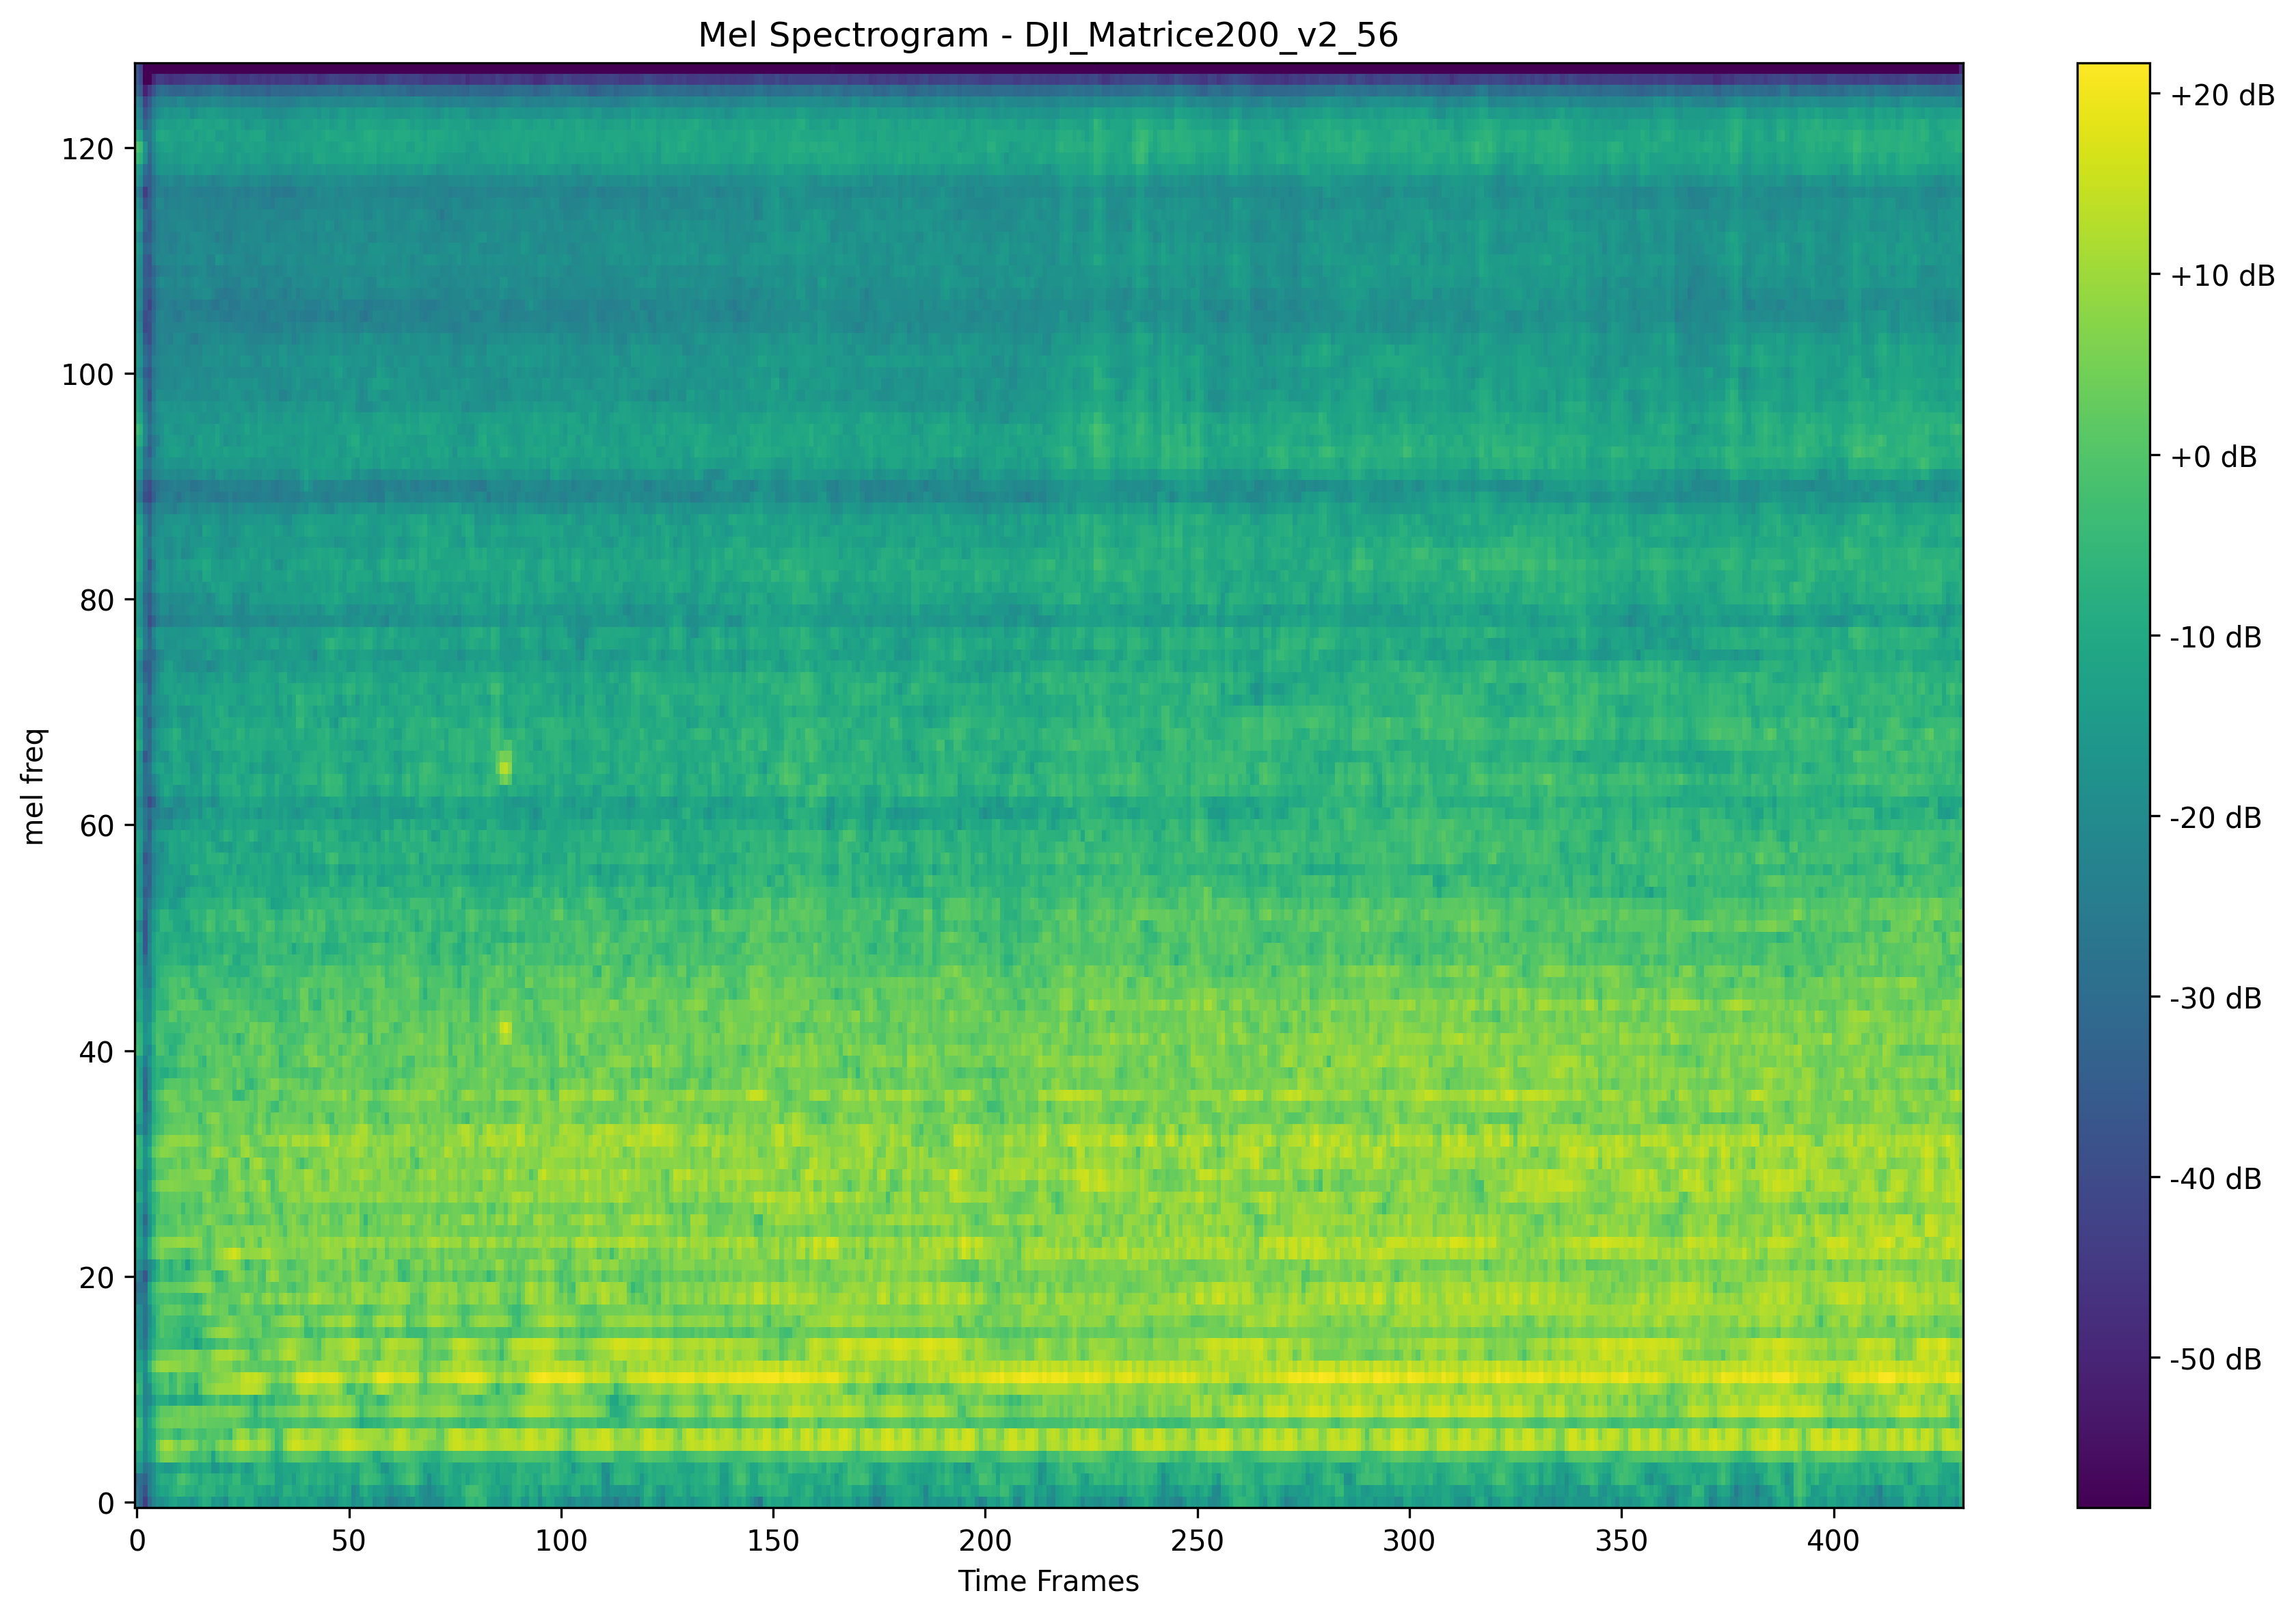 Mel Spectrogram - DJI_Matrice200_v2_56
mel freq
120
100
80
60
40
20
0
0 50 100 150 200 250 300 350 400
Time Frames
+20 dB
+10 dB
+0 dB
-10 dB
-20 dB
-30 dB
-40 dB
-50 dB